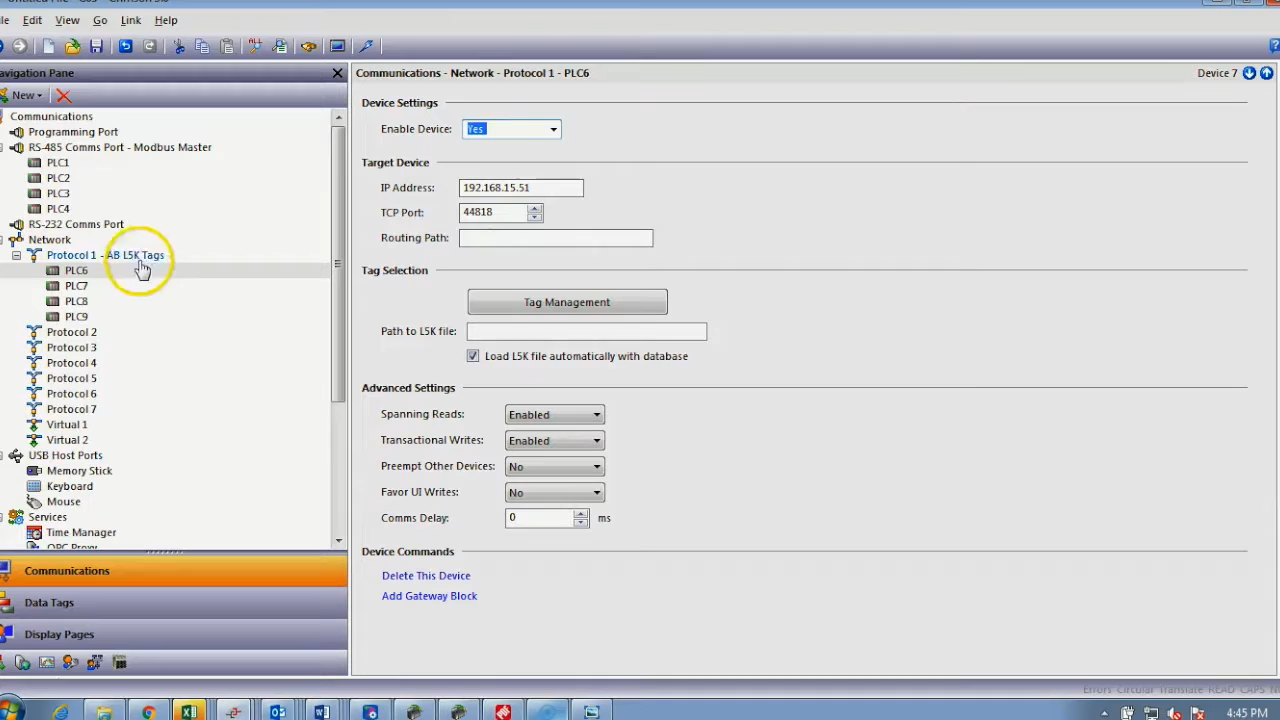 Edit View Go Link Help
Navigation Pane
New
Communications
Programming Port
RS-485 Comms Port - Modbus Master
PLC1
PLC2
PLC3
PLC4
RS-232 Comms Port
Network
Protocol 1 - AB L5K Tags
PLC6
PLC7
PLC8
PLC9
Protocol 2
Protocol 3
Protocol 4
Protocol 5
Protocol 6
Protocol 7
Virtual 1
Virtual 2
USB Host Ports
Memory Stick
Keyboard
Mouse
Services
Time Manager
OPC Proxy
Communications
Data Tags
Display Pages
Communications - Network - Protocol 1 - PLC6
Device 7
Device Settings
Enable Device: Yes
Target Device
IP Address: 192.168.15.51
TCP Port: 44818
Routing Path:
Tag Selection
Tag Management
Path to L5K file:
Load L5K file automatically with database
Advanced Settings
Spanning Reads: Enabled
Transactional Writes: Enabled
Preempt Other Devices: No
Favor UI Writes: No
Comms Delay: 0 ms
Device Commands
Delete This Device
Add Gateway Block
Errors Circular Translate READ CAPS
4:45 PM